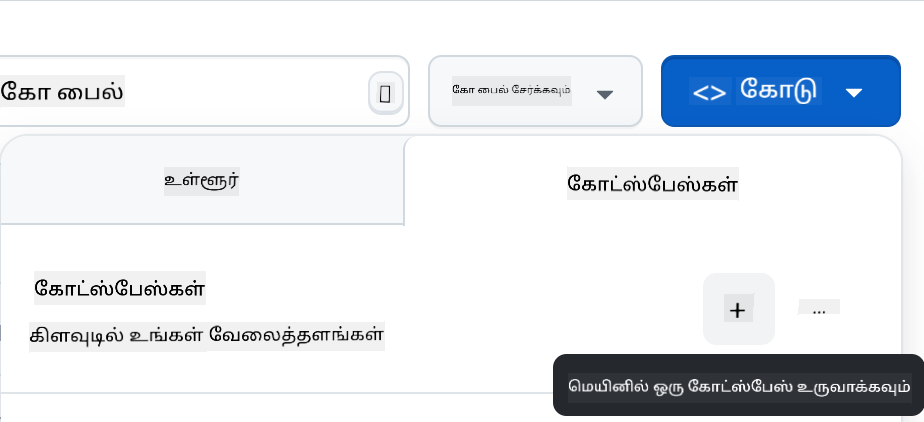 கோ பைல்
கோ பைல் சேர்க்கவும்
<> கோடு
உள்ளூர்
கோட்ஸ்பேஸ்கள்
கோட்ஸ்பேஸ்கள்
கிளவுடில் உங்கள் வேலைத்தளங்கள்
+ ...
மெயினில் ஒரு கோட்ஸ்பேஸ் உருவாக்கவும்